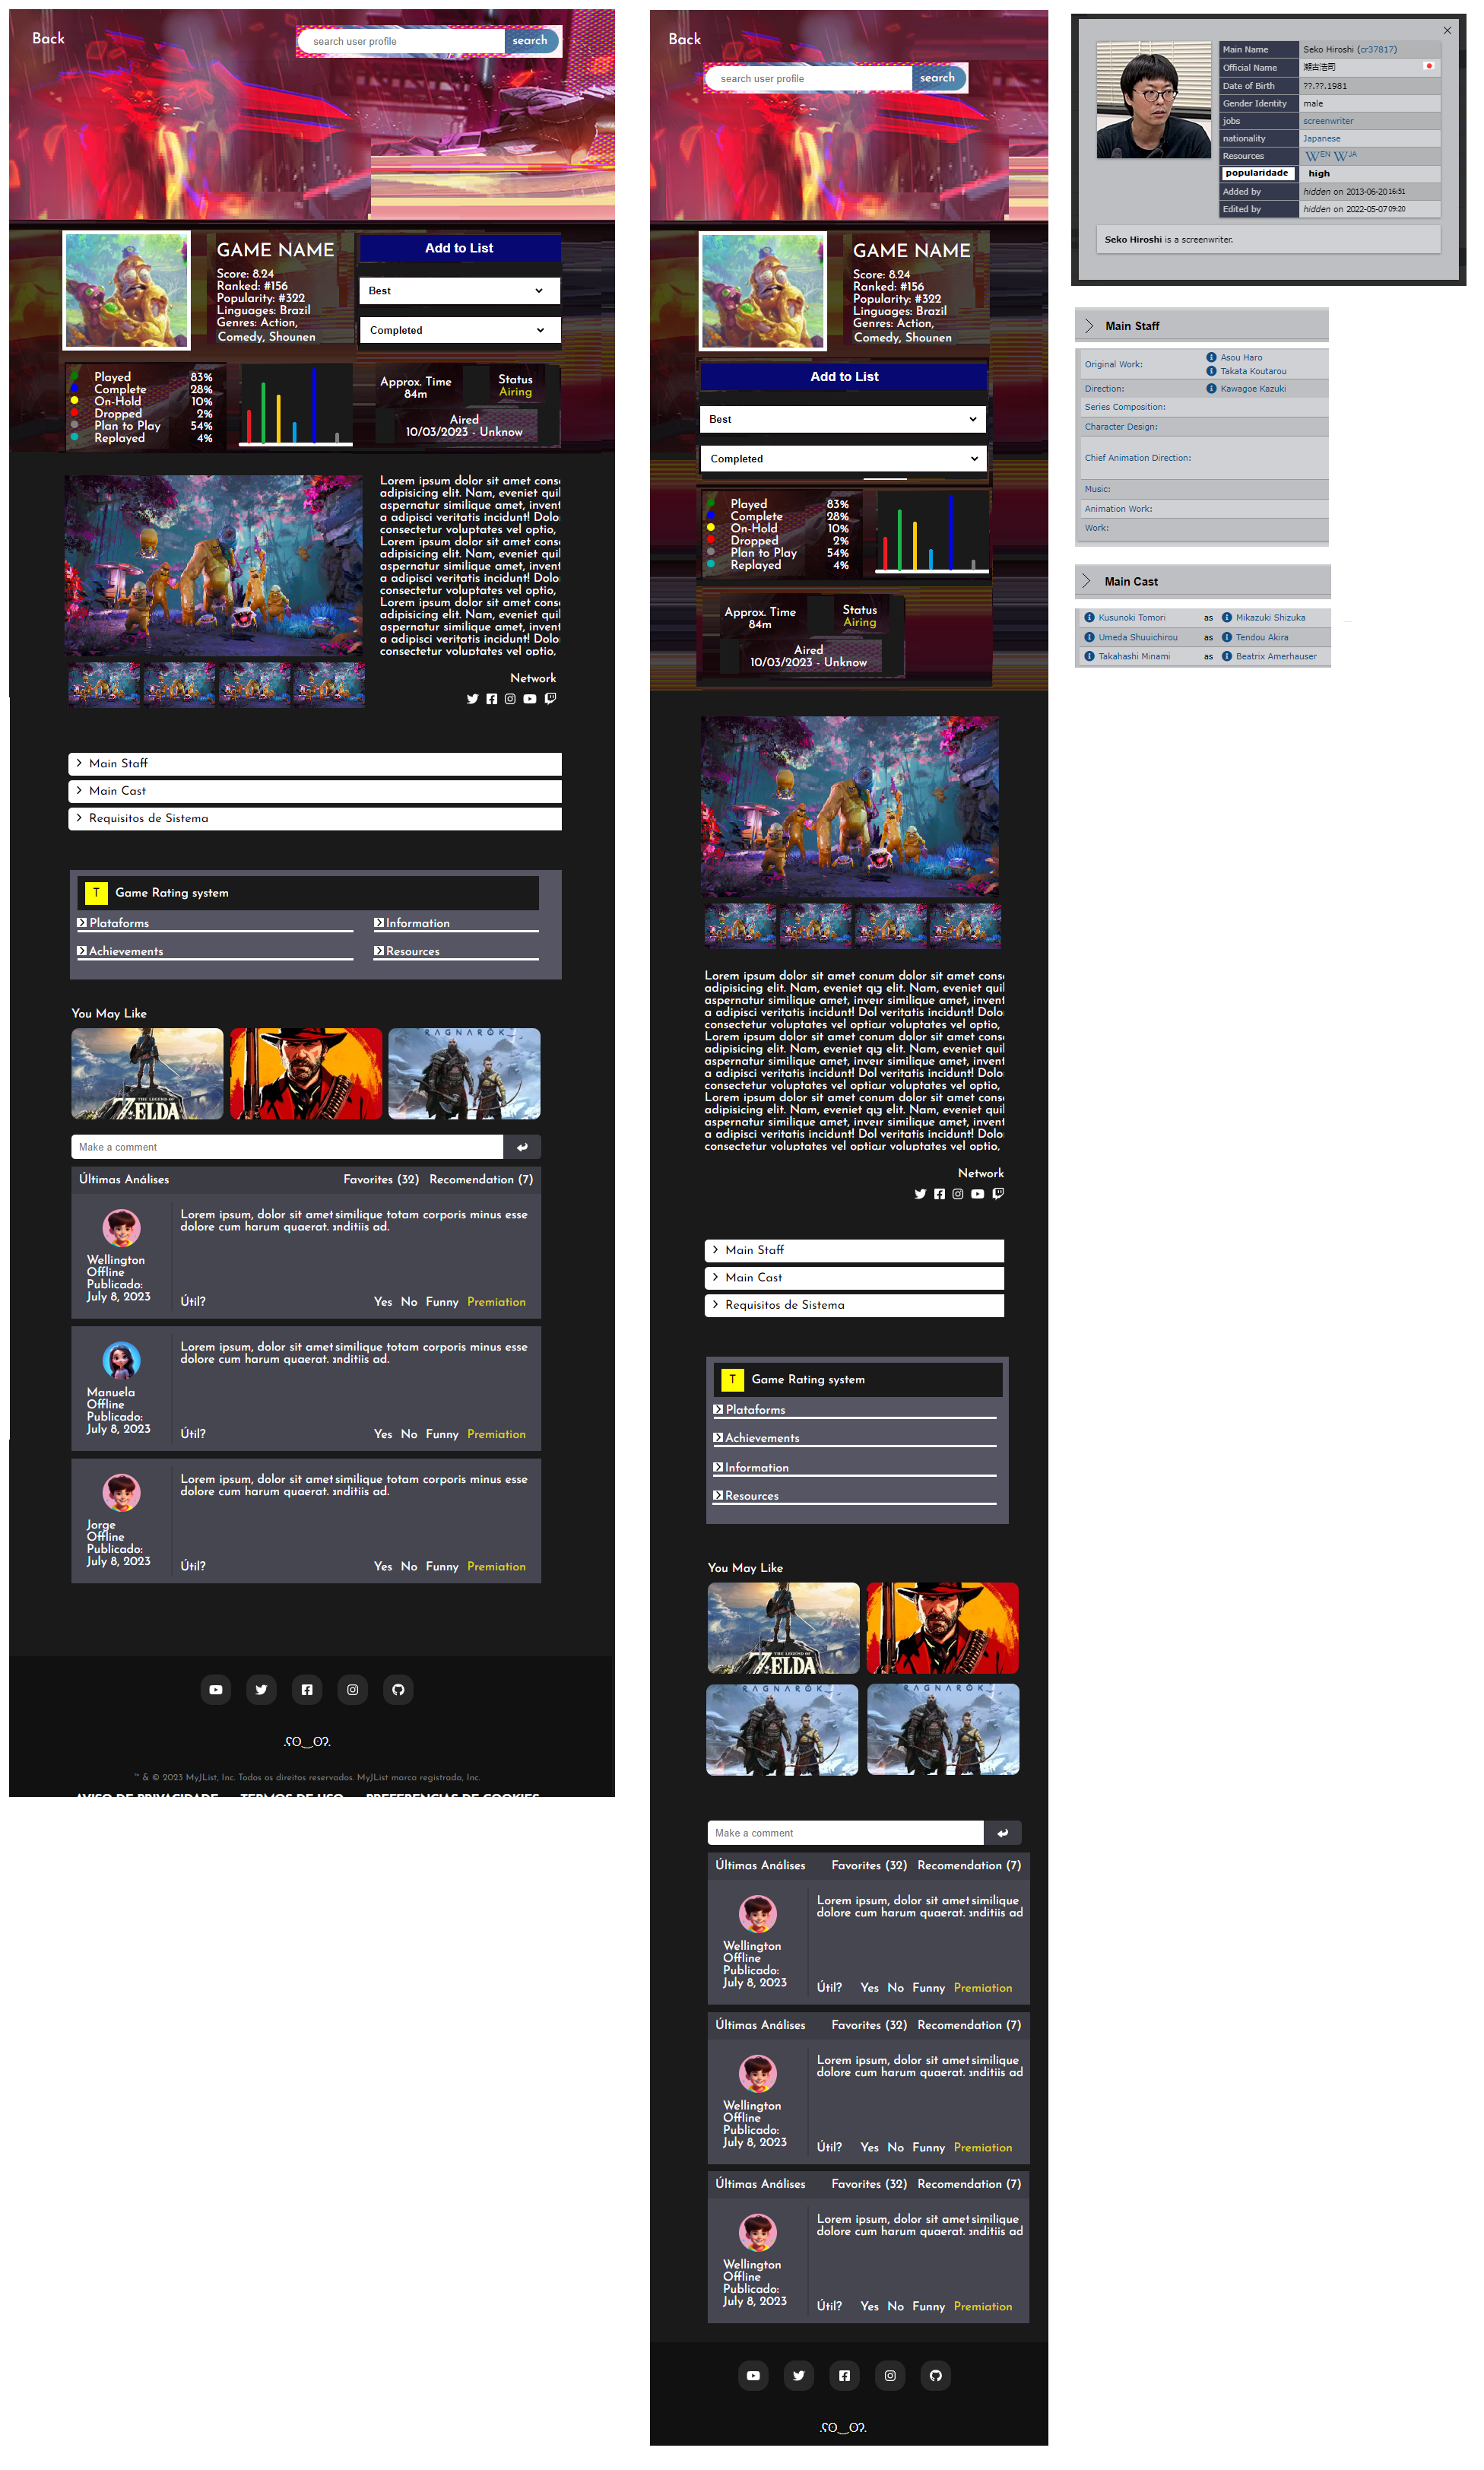 Back
search user profile
search
GAME NAME
Score: 8.24
Ranked: #156
Popularity: #322
Linguages: Brazil
Genres: Action,
Comedy, Shounen
Add to List
Best
Completed
Played 83%
Complete 28%
On-Hold 10%
Dropped 2%
Plan to Play 54%
Replayed 4%
Approx. Time
84m
Status
Airing
Aired
10/03/2023 - Unknow
Lorem ipsum dolor sit amet cons
adipisicing elit. Nam, eveniet quil
aspernatur similique amet, invent
a adipisci veritatis incidunt! Dolo
consectetur voluptates vel optio,
Lorem ipsum dolor sit amet cons
adipisicing elit. Nam, eveniet quil
aspernatur similique amet, invent
a adipisci veritatis incidunt! Dolo
consectetur voluptates vel optio,
Lorem ipsum dolor sit amet cons
adipisicing elit. Nam, eveniet quil
aspernatur similique amet, invent
a adipisci veritatis incidunt! Dolo
consectetur voluptates vel optio,
Network
Main Staff
Main Cast
Requisitos de Sistema
T Game Rating system
Plataforms
Information
Achievements
Resources
You May Like
THE LEGEND OF
ZELDA
RAGNARÖK
Make a comment
Últimas Análises Favorites (32) Recomendation (7)
Lorem ipsum, dolor sit amet similique totam corporis minus esse
dolore cum harum quaerat. ınditiis ad.
Wellington
Offline
Publicado:
July 8, 2023
Útil? Yes No Funny Premiation
Lorem ipsum, dolor sit amet similique totam corporis minus esse
dolore cum harum quaerat. ınditiis ad.
Manuela
Offline
Publicado:
July 8, 2023
Útil? Yes No Funny Premiation
Lorem ipsum, dolor sit amet similique totam corporis minus esse
dolore cum harum quaerat. ınditiis ad.
Jorge
Offline
Publicado:
July 8, 2023
Útil? Yes No Funny Premiation
.ʕʘ‿ʘʔ.
™ & © 2023 MyJList, Inc. Todos os direitos reservados. MyJList marca registrada, Inc.
AVISO DE PRIVACIDADE TERMOS DE USO PREFERENCIAS DE COOKIES
Back
search user profile
search
GAME NAME
Score: 8.24
Ranked: #156
Popularity: #322
Linguages: Brazil
Genres: Action,
Comedy, Shounen
Add to List
Best
Completed
Played 83%
Complete 28%
On-Hold 10%
Dropped 2%
Plan to Play 54%
Replayed 4%
Approx. Time
84m
Status
Airing
Aired
10/03/2023 - Unknow
Lorem ipsum dolor sit amet conum dolor sit amet cons
adipisicing elit. Nam, eveniet qıg elit. Nam, eveniet quil
aspernatur similique amet, inveır similique amet, invent
a adipisci veritatis incidunt! Dol veritatis incidunt! Dolo
consectetur voluptates vel optiaur voluptates vel optio,
Lorem ipsum dolor sit amet conum dolor sit amet cons
adipisicing elit. Nam, eveniet qıg elit. Nam, eveniet quil
aspernatur similique amet, inveır similique amet, invent
a adipisci veritatis incidunt! Dol veritatis incidunt! Dolo
consectetur voluptates vel optiaur voluptates vel optio,
Lorem ipsum dolor sit amet conum dolor sit amet cons
adipisicing elit. Nam, eveniet qıg elit. Nam, eveniet quil
aspernatur similique amet, inveır similique amet, invent
a adipisci veritatis incidunt! Dol veritatis incidunt! Dolo
consectetur voluptates vel optiaur voluptates vel optio,
Network
Main Staff
Main Cast
Requisitos de Sistema
T Game Rating system
Plataforms
Achievements
Information
Resources
You May Like
THE LEGEND OF
ZELDA
RAGNARÖK
RAGNARÖK
Make a comment
Últimas Análises Favorites (32) Recomendation (7)
Lorem ipsum, dolor sit amet similique
dolore cum harum quaerat. ınditiis ad
Wellington
Offline
Publicado:
July 8, 2023
Útil? Yes No Funny Premiation
Últimas Análises Favorites (32) Recomendation (7)
Lorem ipsum, dolor sit amet similique
dolore cum harum quaerat. ınditiis ad
Wellington
Offline
Publicado:
July 8, 2023
Útil? Yes No Funny Premiation
Últimas Análises Favorites (32) Recomendation (7)
Lorem ipsum, dolor sit amet similique
dolore cum harum quaerat. ınditiis ad
Wellington
Offline
Publicado:
July 8, 2023
Útil? Yes No Funny Premiation
.ʕʘ‿ʘʔ.
Main Name Seko Hiroshi (cr37817)
Official Name 瀬古浩司
Date of Birth ??.??.1981
Gender Identity male
jobs screenwriter
nationality Japanese
Resources W EN W JA
popularidade high
Added by hidden on 2013-06-20 16:51
Edited by hidden on 2022-05-07 09:20
Seko Hiroshi is a screenwriter.
Main Staff
Original Work: Asou Haro
Takata Koutarou
Direction: Kawagoe Kazuki
Series Composition:
Character Design:
Chief Animation Direction:
Music:
Animation Work:
Work:
Main Cast
Kusunoki Tomori as Mikazuki Shizuka
Umeda Shuuichirou as Tendou Akira
Takahashi Minami as Beatrix Amerhauser